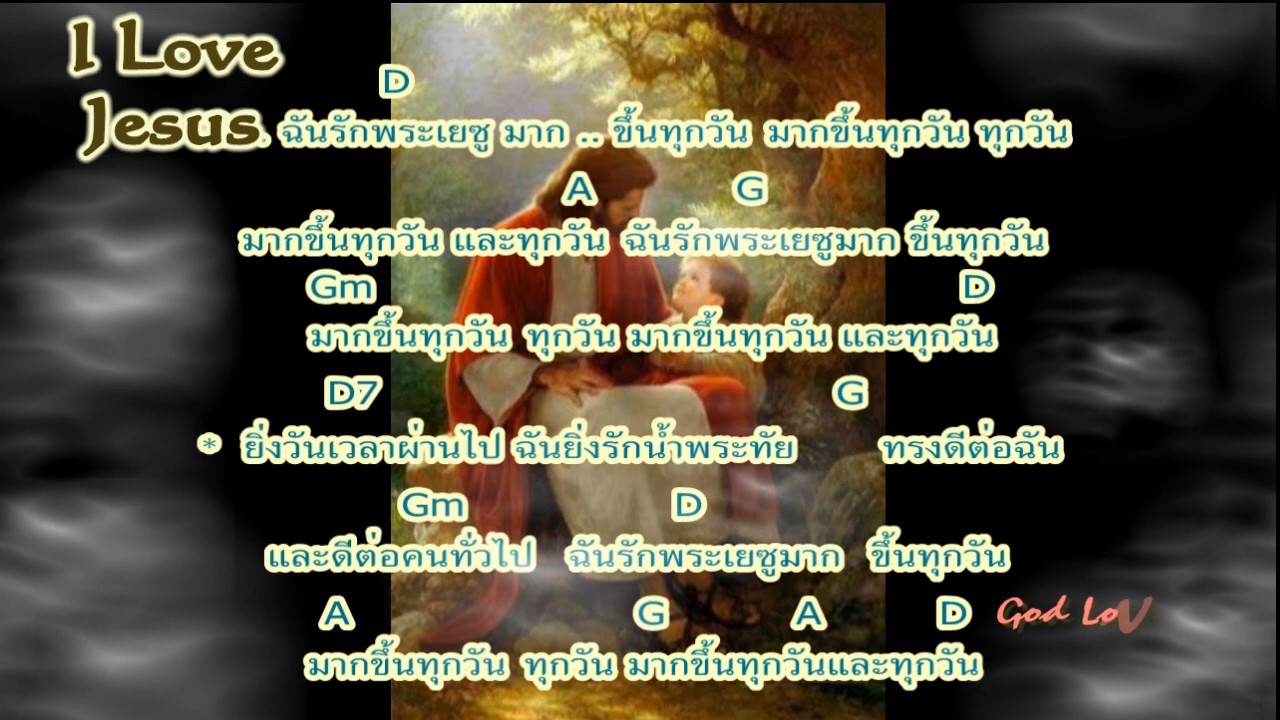 I Love
Jesus
D
ฉันรักพระเยซู มาก .. ขึ้นทุกวัน มากขึ้นทุกวัน ทุกวัน
A G
มากขึ้นทุกวัน และทุกวัน ฉันรักพระเยซูมาก ขึ้นทุกวัน
Gm D
มากขึ้นทุกวัน ทุกวัน มากขึ้นทุกวัน และทุกวัน
D7 G
* ยิ่งวันเวลาผ่านไป ฉันยิ่งรักน้ำพระทัย ทรงดีต่อฉัน
Gm D
และดีต่อคนทั่วไป ฉันรักพระเยซูมาก ขึ้นทุกวัน
A G A D
God Lov
มากขึ้นทุกวัน ทุกวัน มากขึ้นทุกวันและทุกวัน